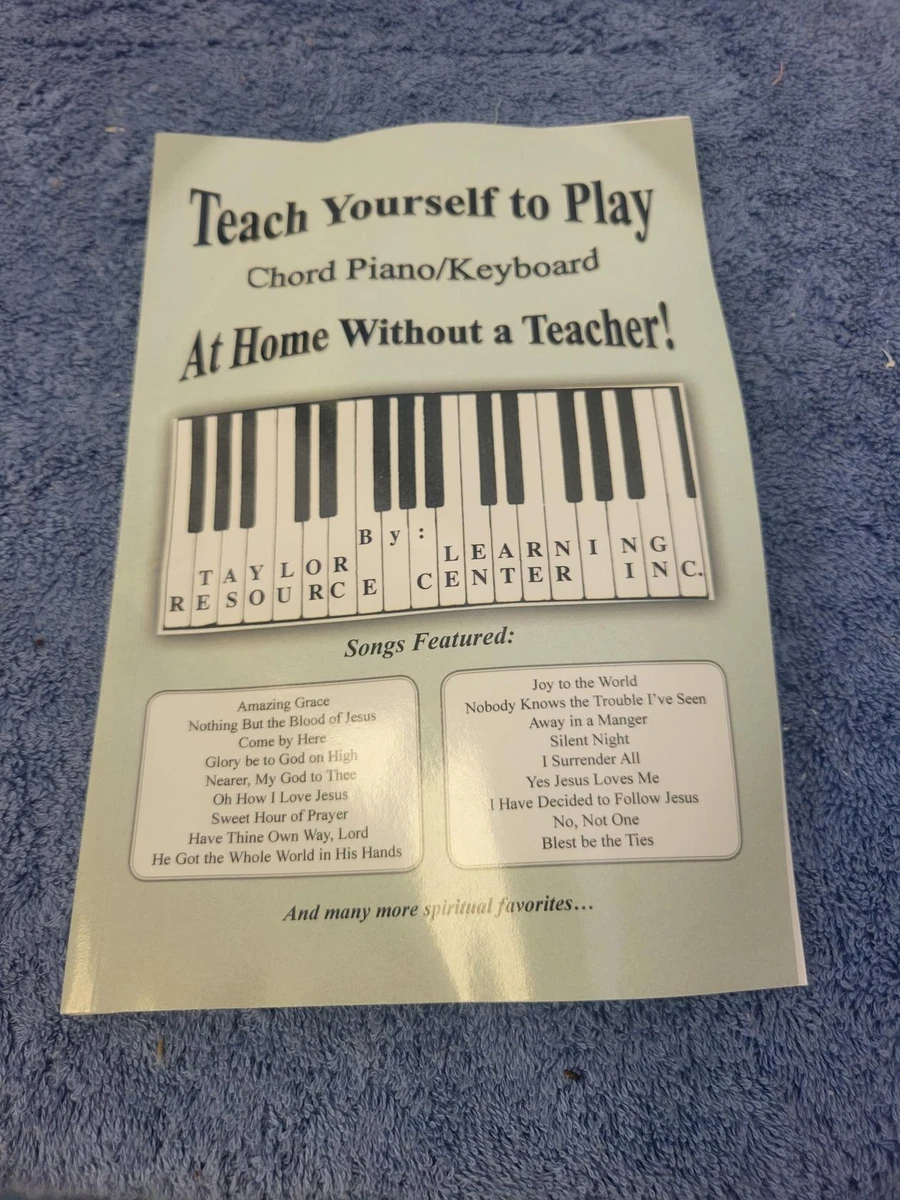 Teach Yourself to Play
Chord Piano/Keyboard
At Home Without a Teacher!
By:
TAYLOR LEARNING
RESOURCE CENTER INC.
Songs Featured:
Amazing Grace
Nothing But the Blood of Jesus
Come by Here
Glory be to God on High
Nearer, My God to Thee
Oh How I Love Jesus
Sweet Hour of Prayer
Have Thine Own Way, Lord
He Got the Whole World in His Hands
Joy to the World
Nobody Knows the Trouble I've Seen
Away in a Manger
Silent Night
I Surrender All
Yes Jesus Loves Me
I Have Decided to Follow Jesus
No, Not One
Blest be the Ties
And many more spiritual favorites...